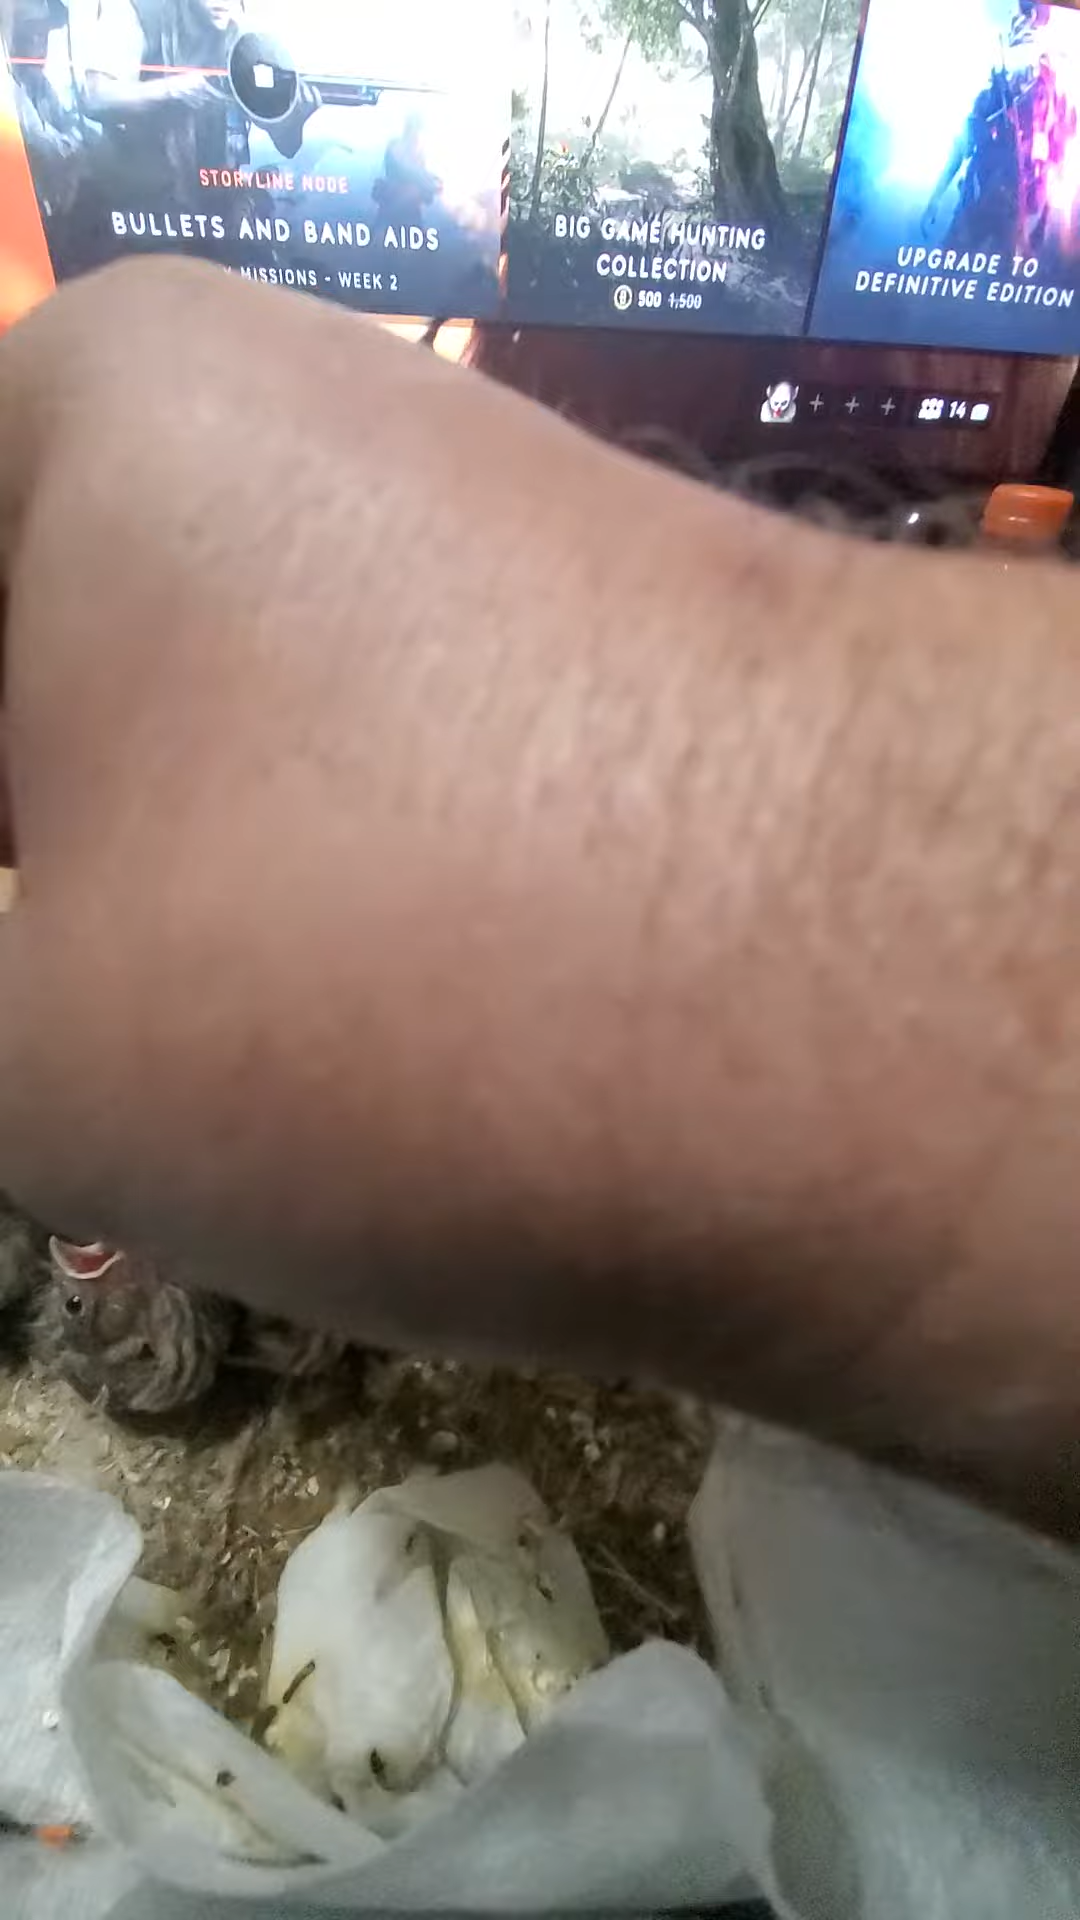 STORYLINE NODE
BULLETS AND BAND AIDS
MISSIONS - WEEK 2
BIG GAME HUNTING
COLLECTION
500 1,500
UPGRADE TO
DEFINITIVE EDITION
14